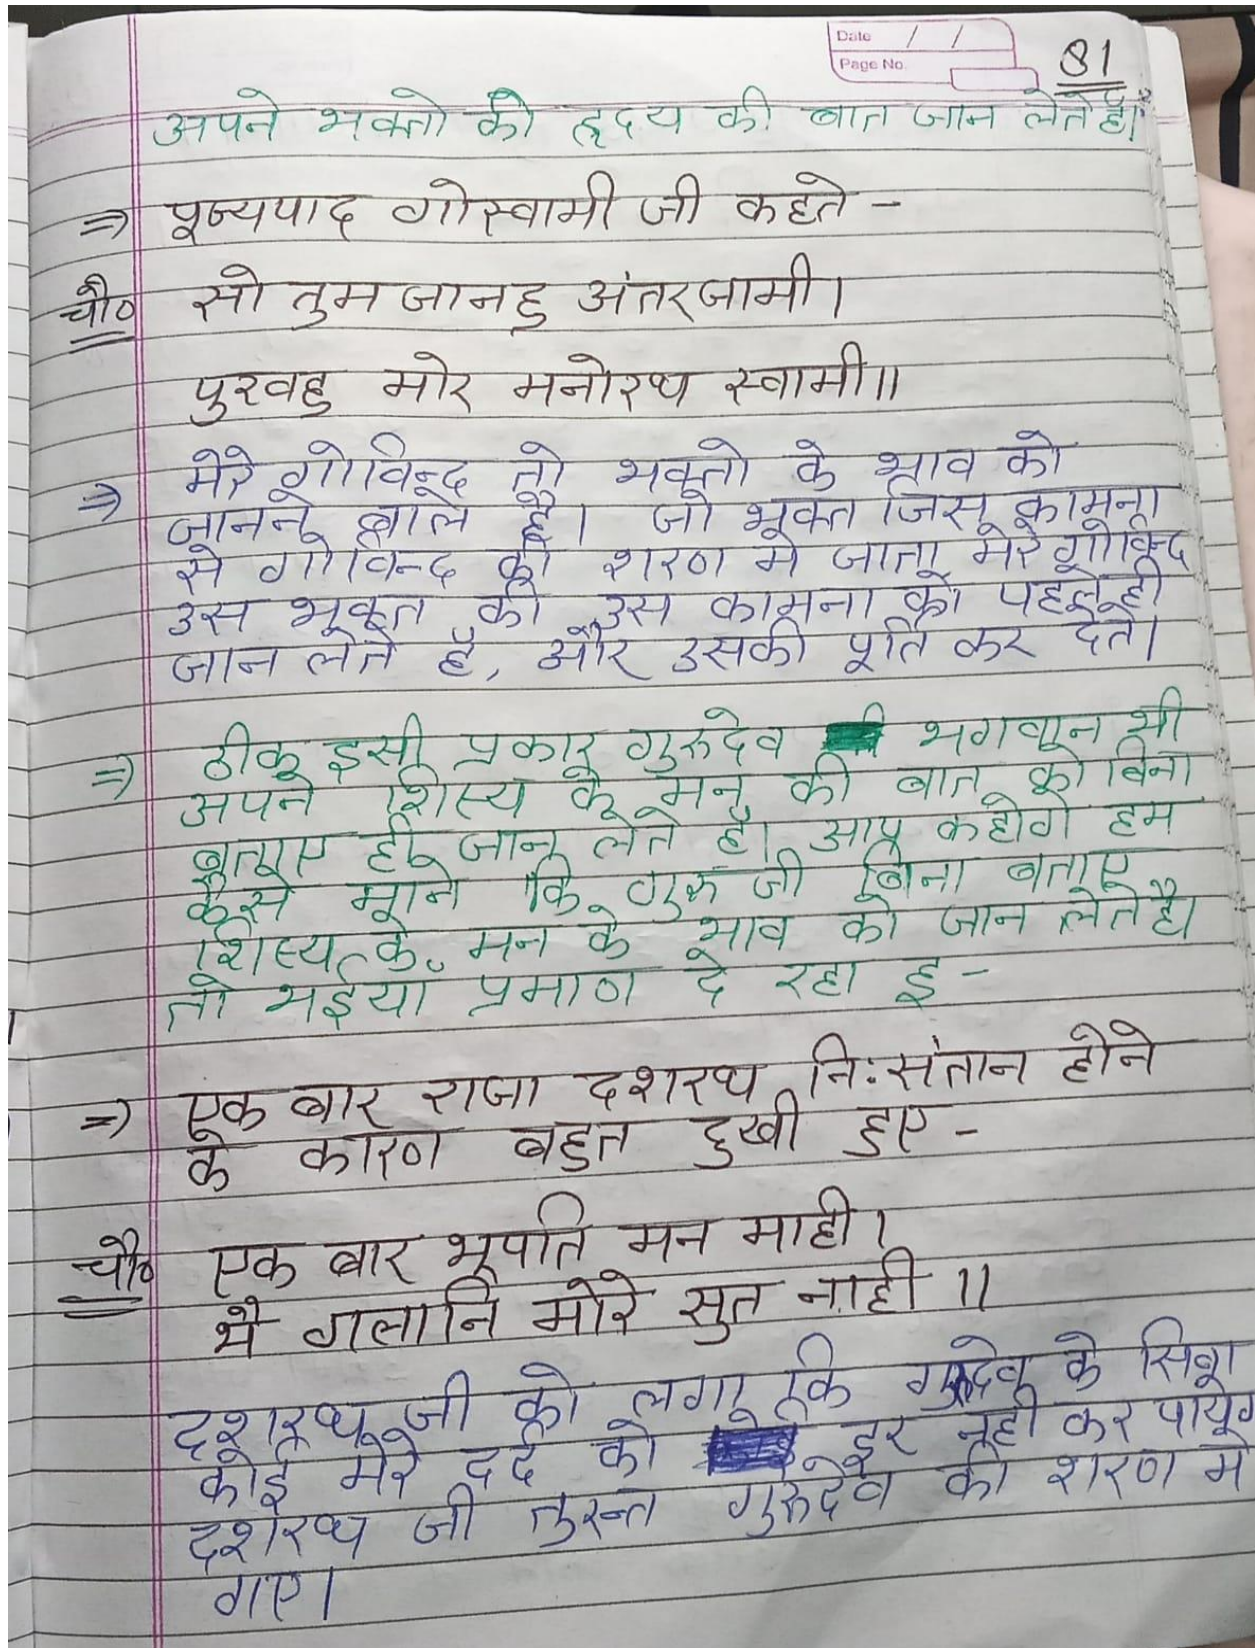 Date / /
Page No.
81
अपने भक्तो की हृदय की बात जान लेते है।
⇒ पूज्यपाद गोस्वामी जी कहते -
चौ० सो तुम जानहु अंतरजामी।
पुरवहु मोर मनोरथ स्वामी॥
⇒ मेरे गोविन्द तो भक्तो के भाव को
जानने वाले है। जो भक्त जिस कामना
से गोविन्द की शरण मे जाता मेरे गोविन्द
उस भक्त की उस कामना को पहले ही
जान लेते है, और उसकी पूर्ति कर देते।
⇒ ठीक इसी प्रकार गुरुदेव भगवान भी
अपने शिस्य के मन की बात को बिना
बताए ही जान लेते है। आप कहोगे हम
कैसे माने कि गुरु जी बिना बताए
शिस्य के मन के भाव को जान लेते है।
तो भईया प्रमाण दे रहा हु -
⇒ एक बार राजा दशरथ नि:संतान होने
के कारण बहुत दुखी हुए -
चौ० एक बार भूपति मन माही।
भै गलानि मोरे सुत नाही॥
दशरथ जी को लगा कि गुरुदेव के सिवा
कोई मेरे दर्द को दूर नही कर पायेगे
दशरथ जी तुरन्त गुरुदेव की शरण मे
गए।